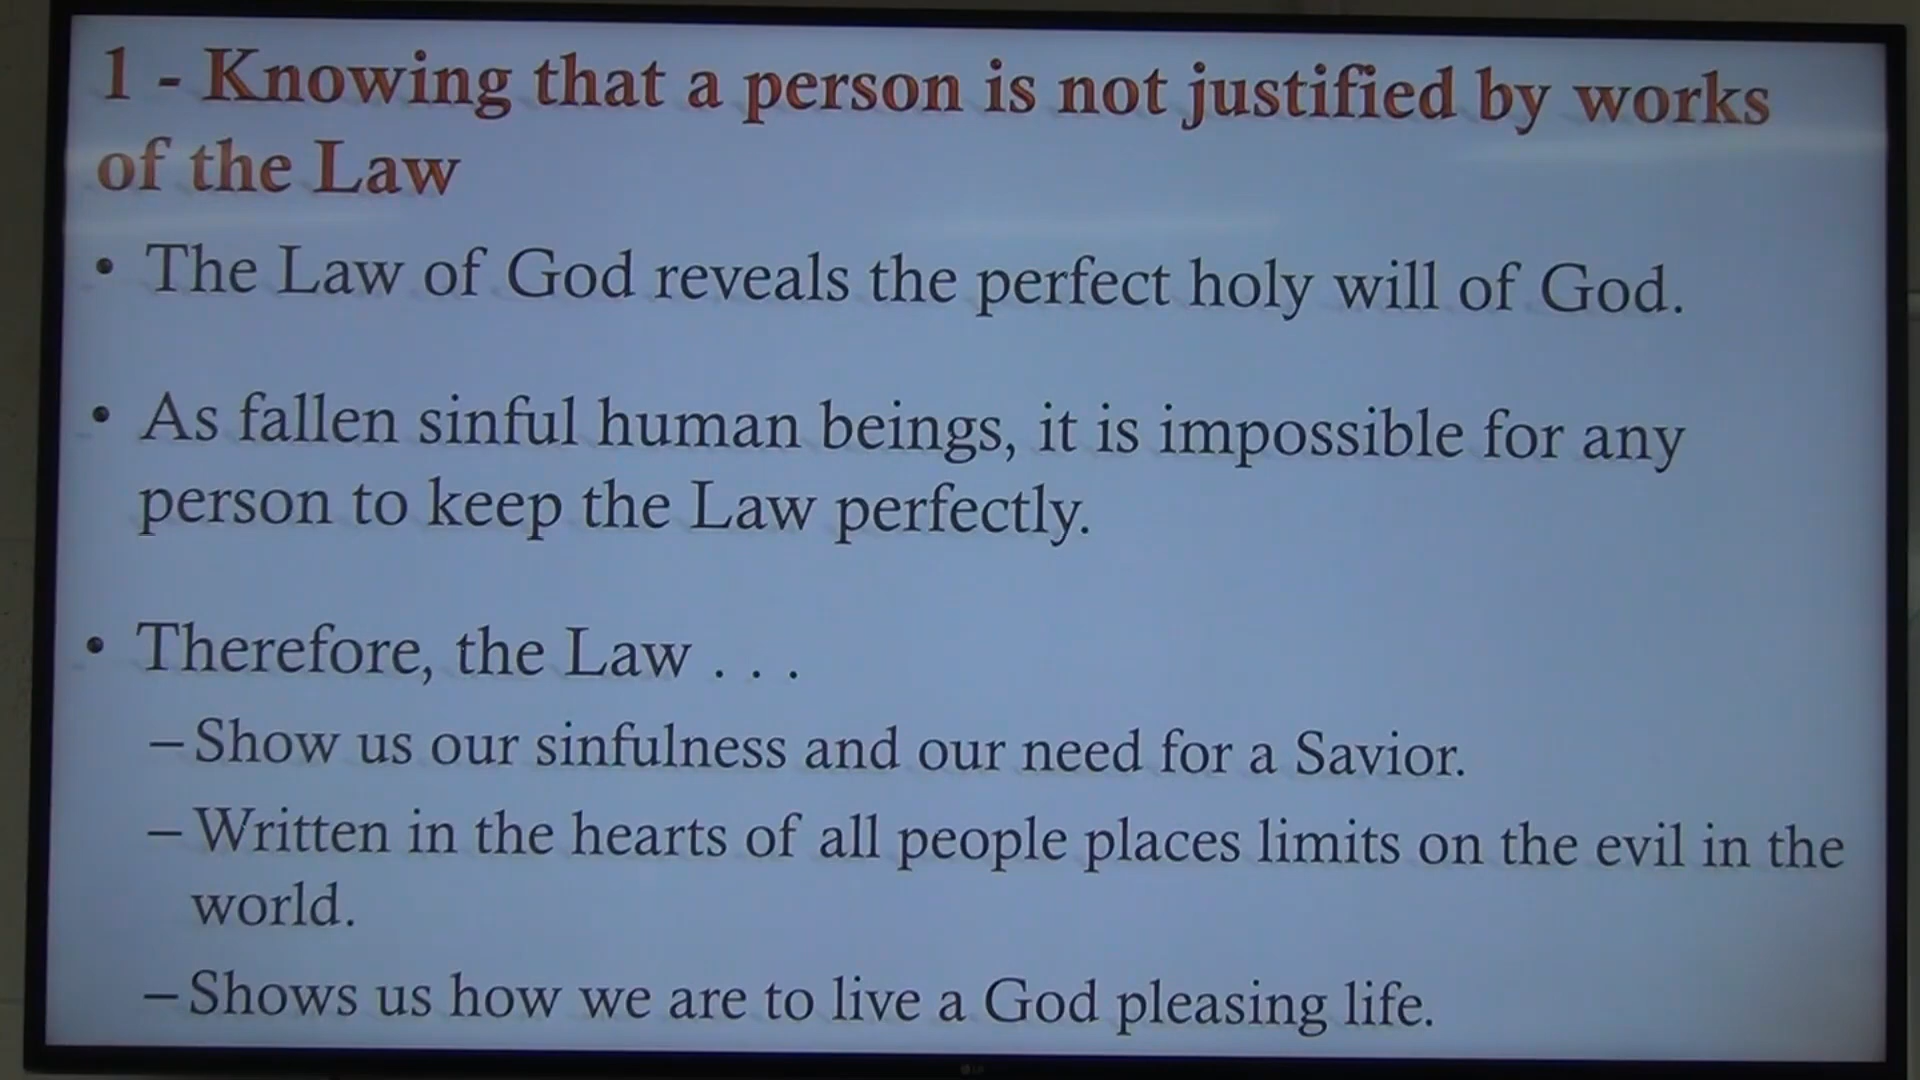 1 - Knowing that a person is not justified by works
of the Law
• The Law of God reveals the perfect holy will of God.
• As fallen sinful human beings, it is impossible for any
person to keep the Law perfectly.
• Therefore, the Law . . .
– Show us our sinfulness and our need for a Savior.
– Written in the hearts of all people places limits on the evil in the
world.
– Shows us how we are to live a God pleasing life.
LG